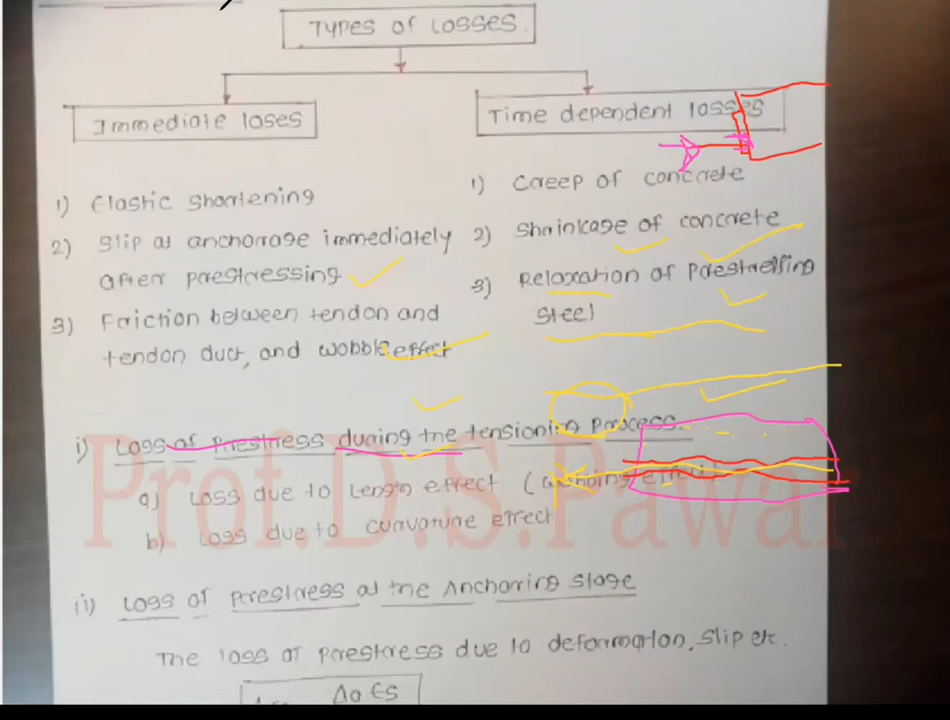 Types of Losses.
Immediate loses
Time dependent losses
1) Elastic Shortening
2) Slip at anchorage immediately
after prestressing
3) Friction between tendon and
tendon duct, and wobble effect
1) Creep of concrete
2) Shrinkage of concrete
3) Relaxation of Prestressing
Steel
i) Loss of Prestress during the tensioning Process.
a) Loss due to Length effect (wobbling effect)
b) Loss due to curvature effect
ii) Loss of prestress at the Anchoring stage
The loss of prestress due to deformation, slip etc.
Es
Prof.D.S.Pawar